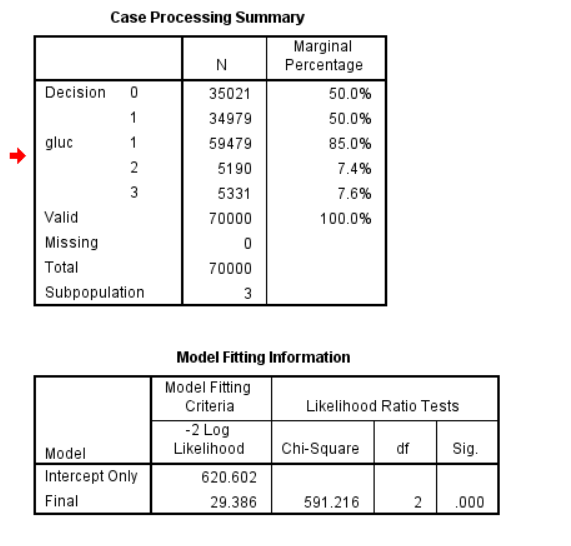 Case Processing Summary
N Marginal Percentage
Decision 0 35021 50.0%
1 34979 50.0%
gluc 1 59479 85.0%
2 5190 7.4%
3 5331 7.6%
Valid 70000 100.0%
Missing 0
Total 70000
Subpopulation 3
Model Fitting Information
Model Model Fitting Criteria Likelihood Ratio Tests
-2 Log Likelihood Chi-Square df Sig.
Intercept Only 620.602
Final 29.386 591.216 2 .000